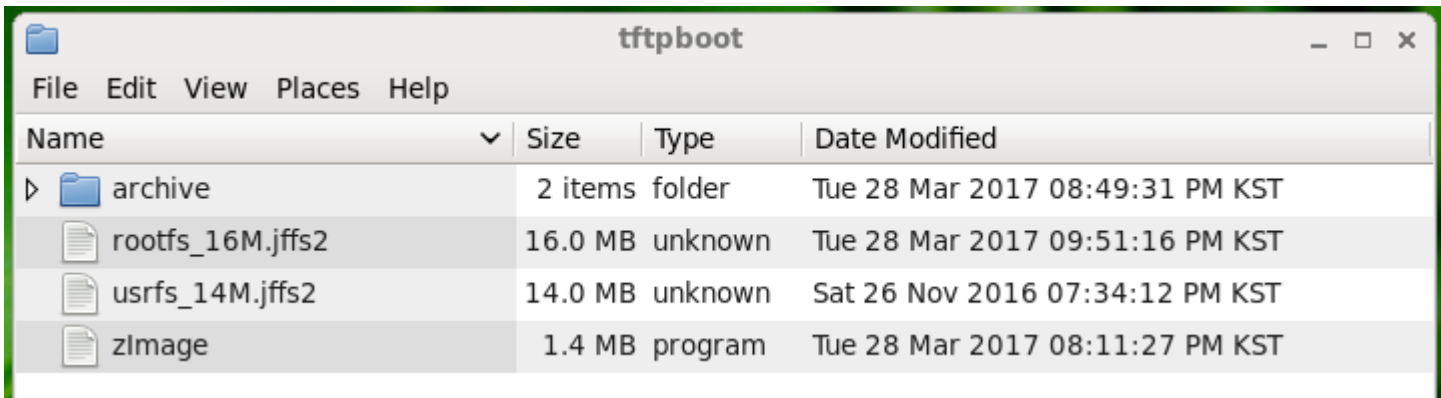 tftpboot
File Edit View Places Help
Name Size Type Date Modified
archive 2 items folder Tue 28 Mar 2017 08:49:31 PM KST
rootfs_16M.jffs2 16.0 MB unknown Tue 28 Mar 2017 09:51:16 PM KST
usrfs_14M.jffs2 14.0 MB unknown Sat 26 Nov 2016 07:34:12 PM KST
zImage 1.4 MB program Tue 28 Mar 2017 08:11:27 PM KST